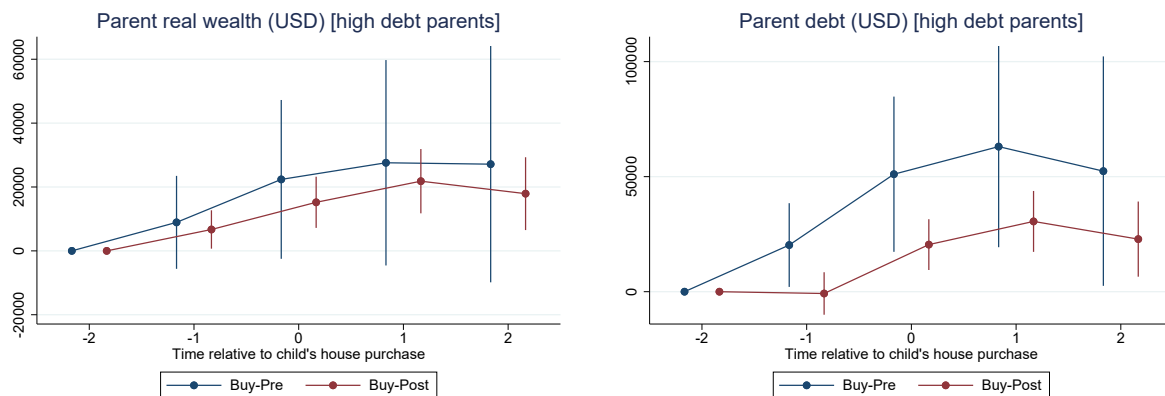 Parent real wealth (USD) [high debt parents]
60000
40000
20000
0
-20000
-2 -1 0 1 2
Time relative to child's house purchase
Buy-Pre Buy-Post
Parent debt (USD) [high debt parents]
100000
50000
0
-2 -1 0 1 2
Time relative to child's house purchase
Buy-Pre Buy-Post